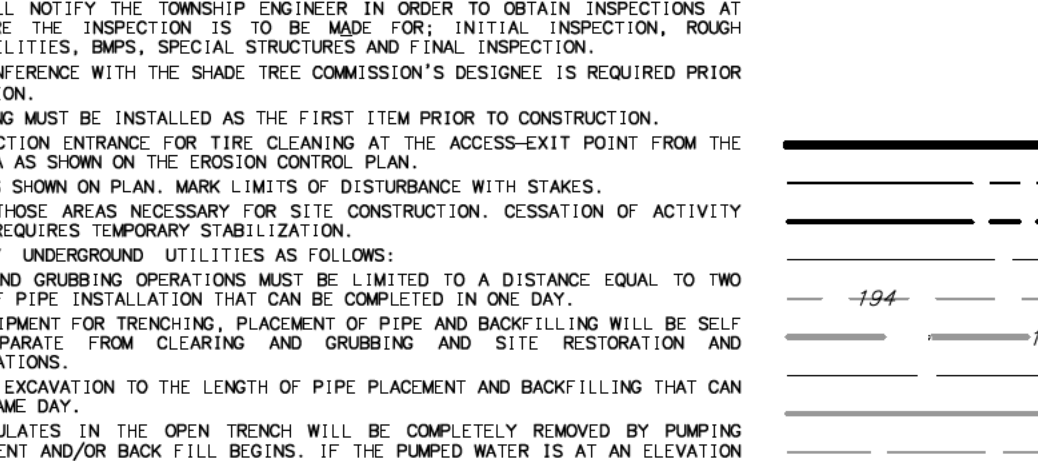 LL NOTIFY THE TOWNSHIP ENGINEER IN ORDER TO OBTAIN INSPECTIONS AT
RE THE INSPECTION IS TO BE MADE FOR; INITIAL INSPECTION, ROUGH
ILITIES, BMPS, SPECIAL STRUCTURES AND FINAL INSPECTION.
NFERENCE WITH THE SHADE TREE COMMISSION'S DESIGNEE IS REQUIRED PRIOR
ION.
NG MUST BE INSTALLED AS THE FIRST ITEM PRIOR TO CONSTRUCTION.
CTION ENTRANCE FOR TIRE CLEANING AT THE ACCESS-EXIT POINT FROM THE
A AS SHOWN ON THE EROSION CONTROL PLAN.
S SHOWN ON PLAN. MARK LIMITS OF DISTURBANCE WITH STAKES.
THOSE AREAS NECESSARY FOR SITE CONSTRUCTION. CESSATION OF ACTIVITY
REQUIRES TEMPORARY STABILIZATION.
UNDERGROUND UTILITIES AS FOLLOWS:
ND GRUBBING OPERATIONS MUST BE LIMITED TO A DISTANCE EQUAL TO TWO
F PIPE INSTALLATION THAT CAN BE COMPLETED IN ONE DAY.
194
IPMENT FOR TRENCHING, PLACEMENT OF PIPE AND BACKFILLING WILL BE SELF
PARATE FROM CLEARING AND GRUBBING AND SITE RESTORATION AND
ATIONS.
EXCAVATION TO THE LENGTH OF PIPE PLACEMENT AND BACKFILLING THAT CAN
AME DAY.
ULATES IN THE OPEN TRENCH WILL BE COMPLETELY REMOVED BY PUMPING
ENT AND/OR BACK FILL BEGINS. IF THE PUMPED WATER IS AT AN ELEVATION